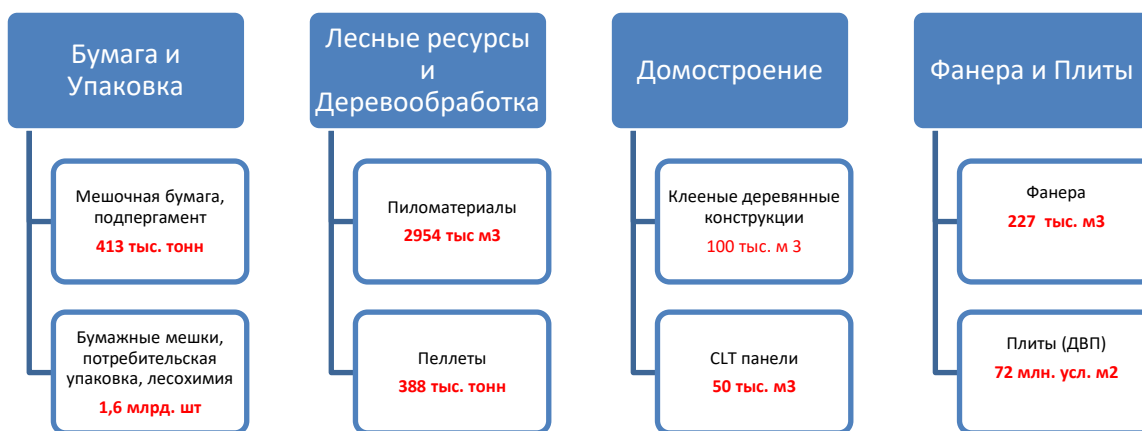 Бумага и
Упаковка
Мешочная бумага,
подпергамент
413 тыс. тонн
Бумажные мешки,
потребительская
упаковка, лесохимия
1,6 млрд. шт
Лесные ресурсы
и
Деревообработка
Пиломатериалы
2954 тыс м3
Пеллеты
388 тыс. тонн
Домостроение
Клееные деревянные
конструкции
100 тыс. м 3
CLT панели
50 тыс. м3
Фанера и Плиты
Фанера
227 тыс. м3
Плиты (ДВП)
72 млн. усл. м2